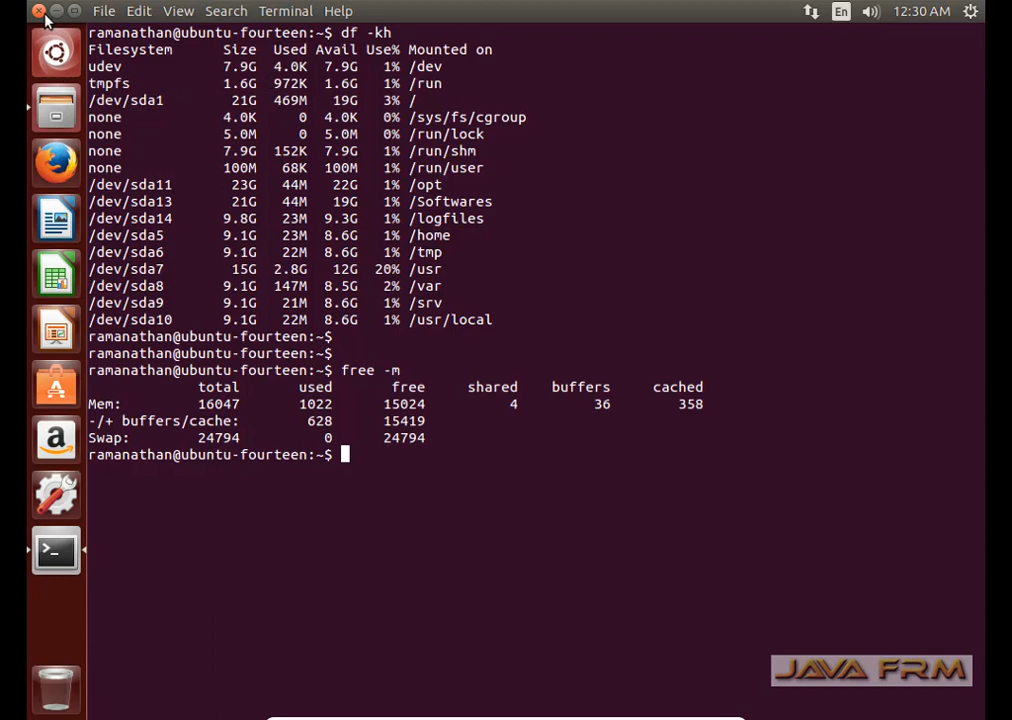 File Edit View Search Terminal Help En 12:30 AM
ramanathan@ubuntu-fourteen:~$ df -kh
Filesystem Size Used Avail Use% Mounted on
udev 7.9G 4.0K 7.9G 1% /dev
tmpfs 1.6G 972K 1.6G 1% /run
/dev/sda1 21G 469M 19G 3% /
none 4.0K 0 4.0K 0% /sys/fs/cgroup
none 5.0M 0 5.0M 0% /run/lock
none 7.9G 152K 7.9G 1% /run/shm
none 100M 68K 100M 1% /run/user
/dev/sda11 23G 44M 22G 1% /opt
/dev/sda13 21G 44M 19G 1% /Softwares
/dev/sda14 9.8G 23M 9.3G 1% /logfiles
/dev/sda5 9.1G 23M 8.6G 1% /home
/dev/sda6 9.1G 22M 8.6G 1% /tmp
/dev/sda7 15G 2.8G 12G 20% /usr
/dev/sda8 9.1G 147M 8.5G 2% /var
/dev/sda9 9.1G 21M 8.6G 1% /srv
/dev/sda10 9.1G 22M 8.6G 1% /usr/local
ramanathan@ubuntu-fourteen:~$
ramanathan@ubuntu-fourteen:~$
ramanathan@ubuntu-fourteen:~$ free -m
total used free shared buffers cached
Mem: 16047 1022 15024 4 36 358
-/+ buffers/cache: 628 15419
Swap: 24794 0 24794
ramanathan@ubuntu-fourteen:~$
JAVA FRM